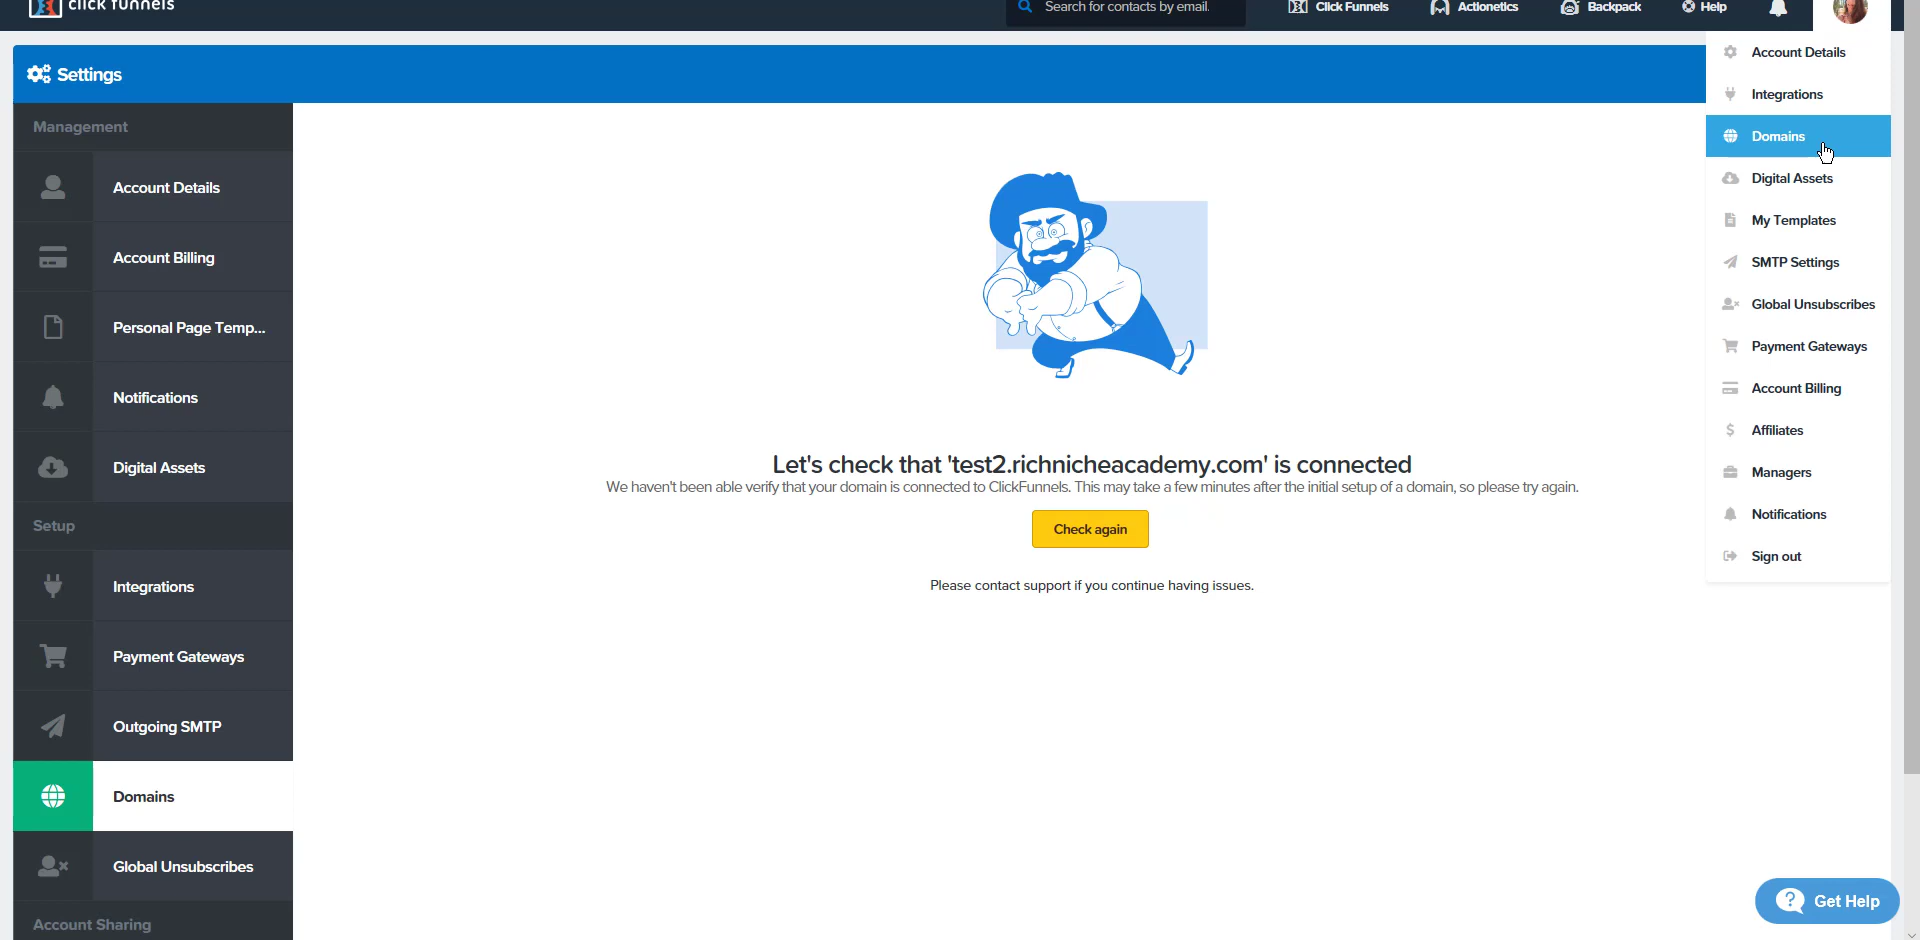 click funnels
Search for contacts by email.
Click Funnels
Actionetics
Backpack
Help
Settings
Management
Account Details
Account Billing
Personal Page Temp...
Notifications
Digital Assets
Setup
Integrations
Payment Gateways
Outgoing SMTP
Domains
Global Unsubscribes
Account Sharing
Let's check that 'test2.richnicheacademy.com' is connected
We haven't been able verify that your domain is connected to ClickFunnels. This may take a few minutes after the initial setup of a domain, so please try again.
Check again
Please contact support if you continue having issues.
Account Details
Integrations
Domains
Digital Assets
My Templates
SMTP Settings
Global Unsubscribes
Payment Gateways
Account Billing
Affiliates
Managers
Notifications
Sign out
? Get Help